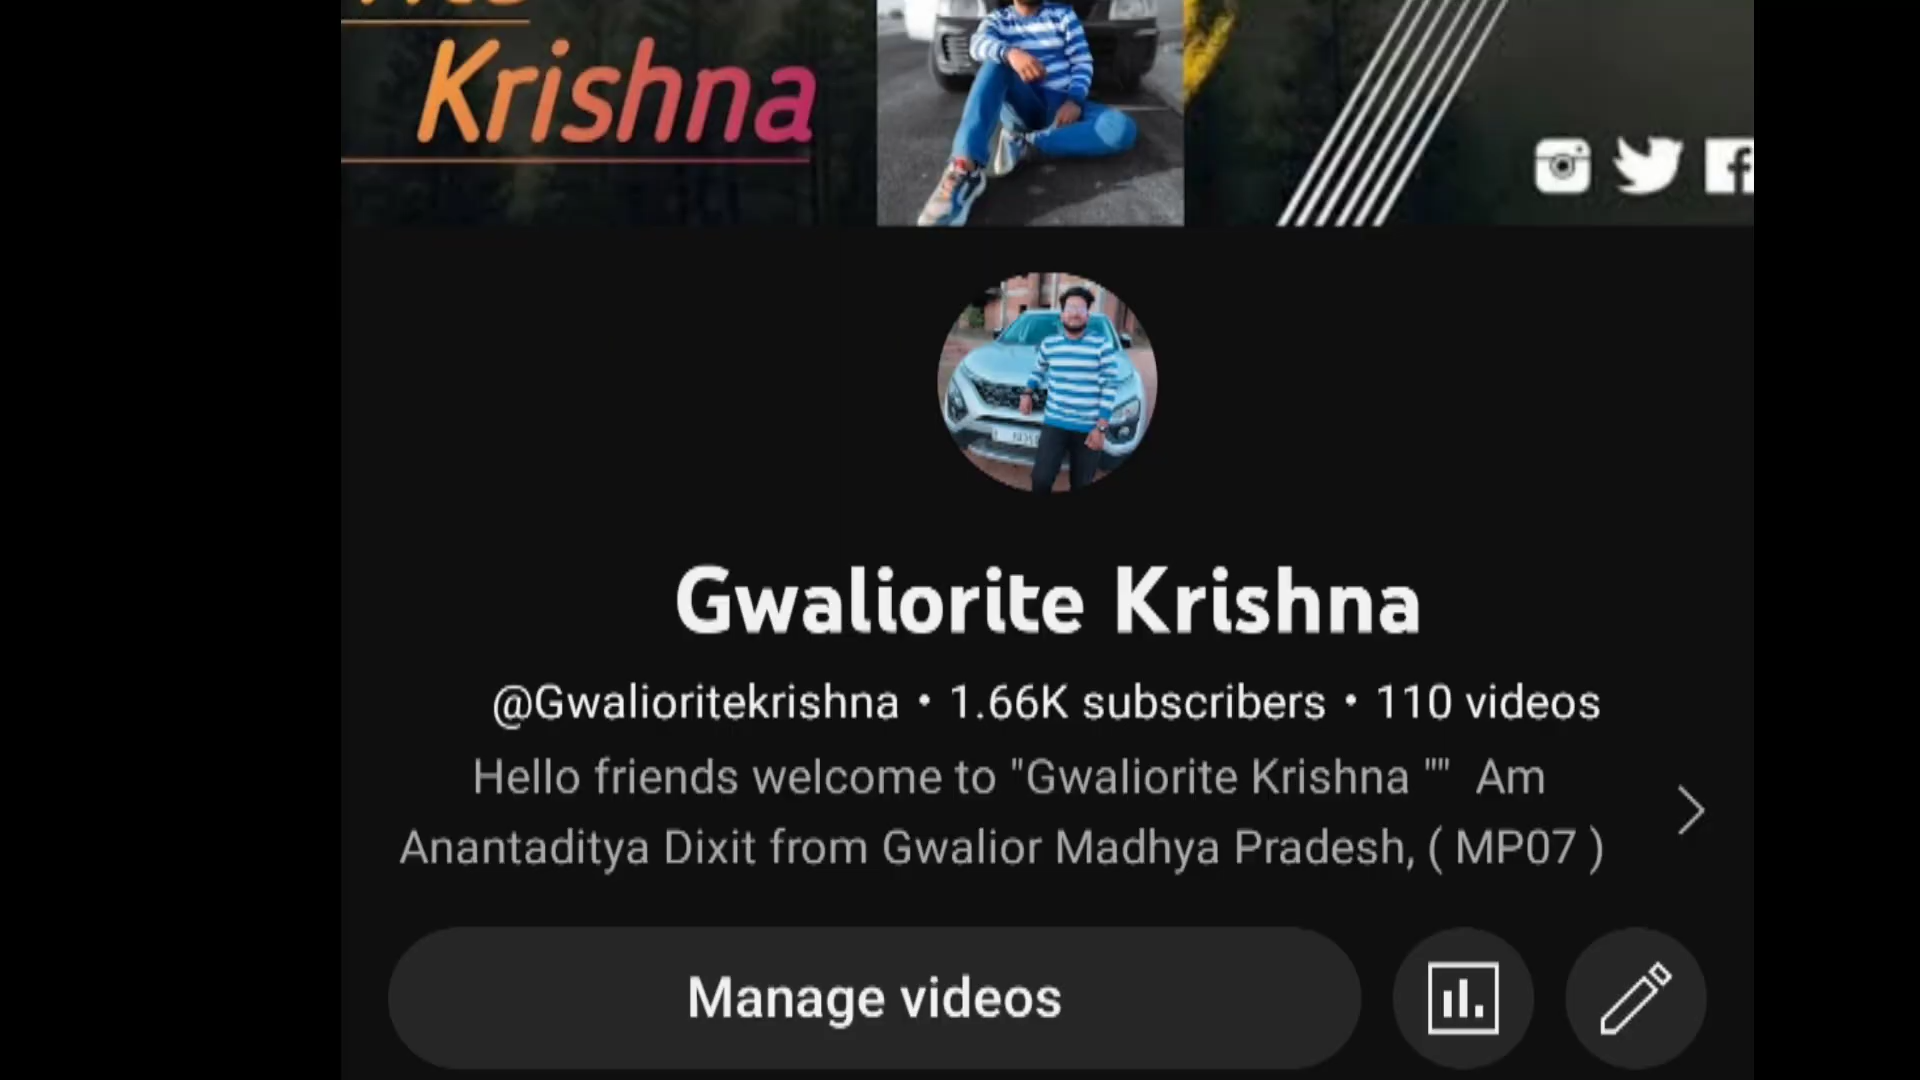 Krishna
Gwaliorite Krishna
@Gwalioritekrishna • 1.66K subscribers • 110 videos
Hello friends welcome to "Gwaliorite Krishna "" Am
Anantaditya Dixit from Gwalior Madhya Pradesh, ( MP07 )
Manage videos